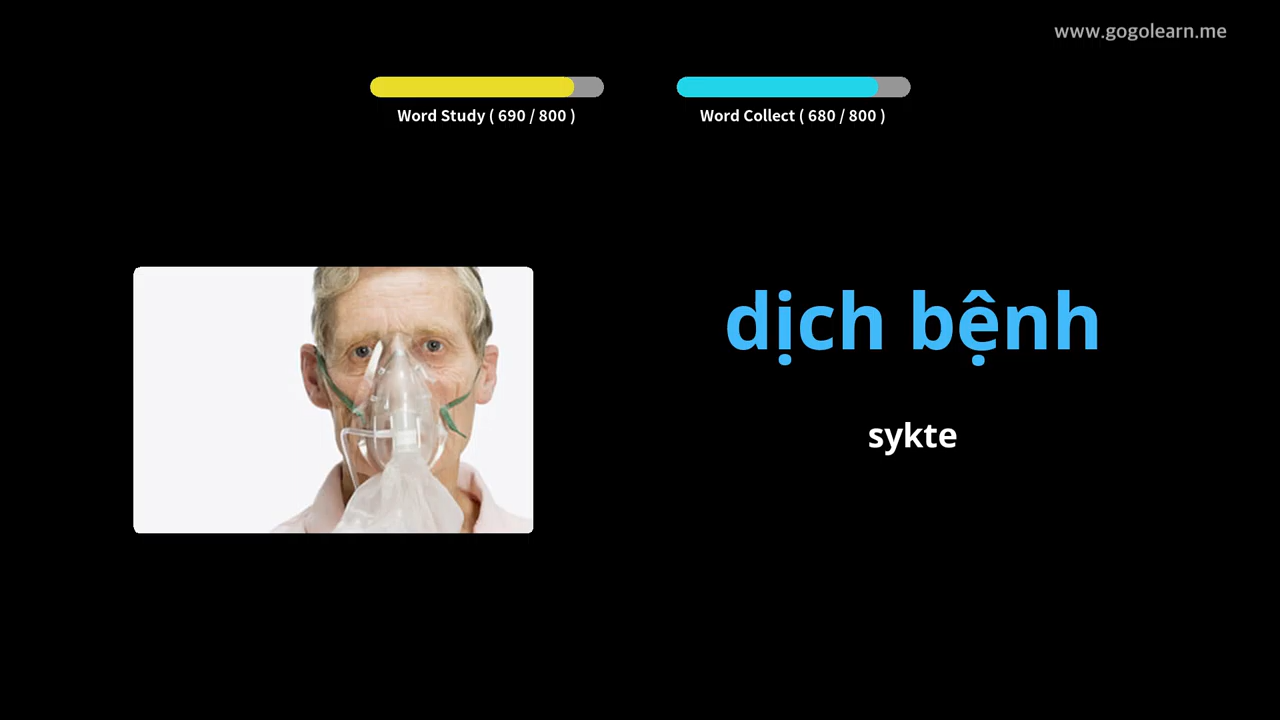 www.gogolearn.me
Word Study ( 690 / 800 )
Word Collect ( 680 / 800 )
dịch bệnh
sykte